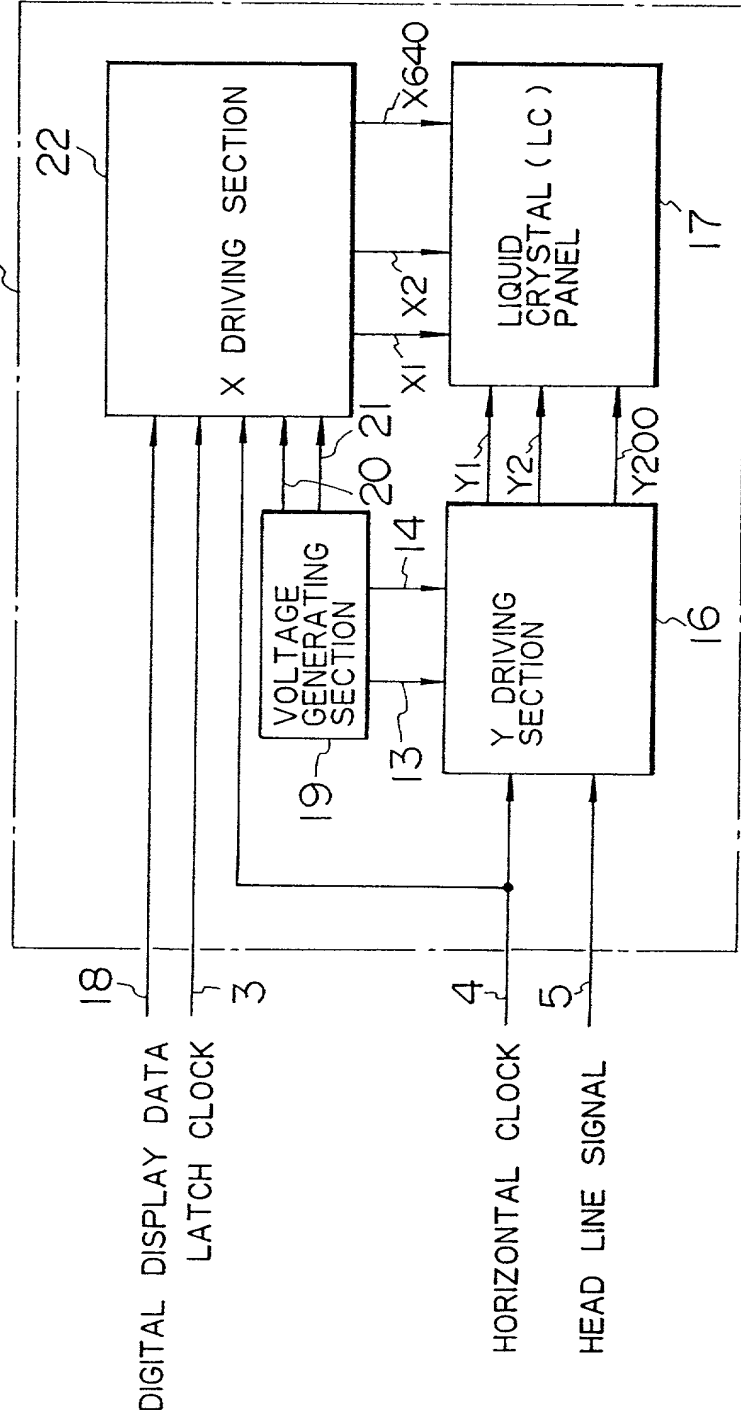 22
X DRIVING SECTION
X1
X2
X640
DIGITAL DISPLAY DATA
18
LATCH CLOCK
3
20
21
VOLTAGE
GENERATING
SECTION
19
13
14
LIQUID
CRYSTAL (LC)
PANEL
17
Y1
Y2
Y200
Y DRIVING
SECTION
16
HORIZONTAL CLOCK
4
HEAD LINE SIGNAL
5